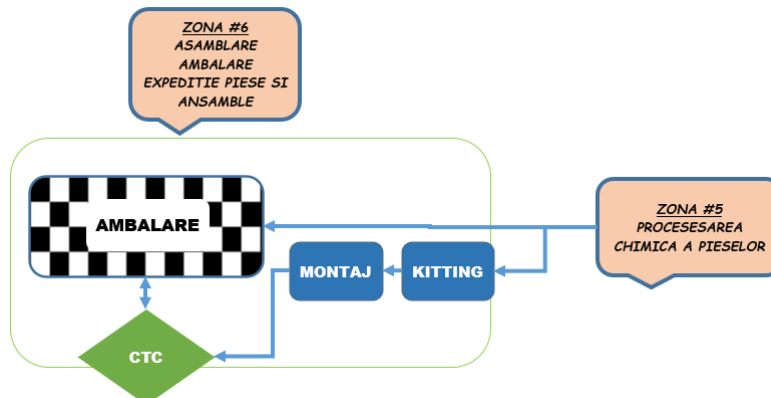 ZONA #6
ASAMBLARE
AMBALARE
EXPEDITIE PIESE SI
ANSAMBLE
AMBALARE
ZONA #5
PROCESESAREA
CHIMICA A PIESELOR
MONTAJ
KITTING
CTC